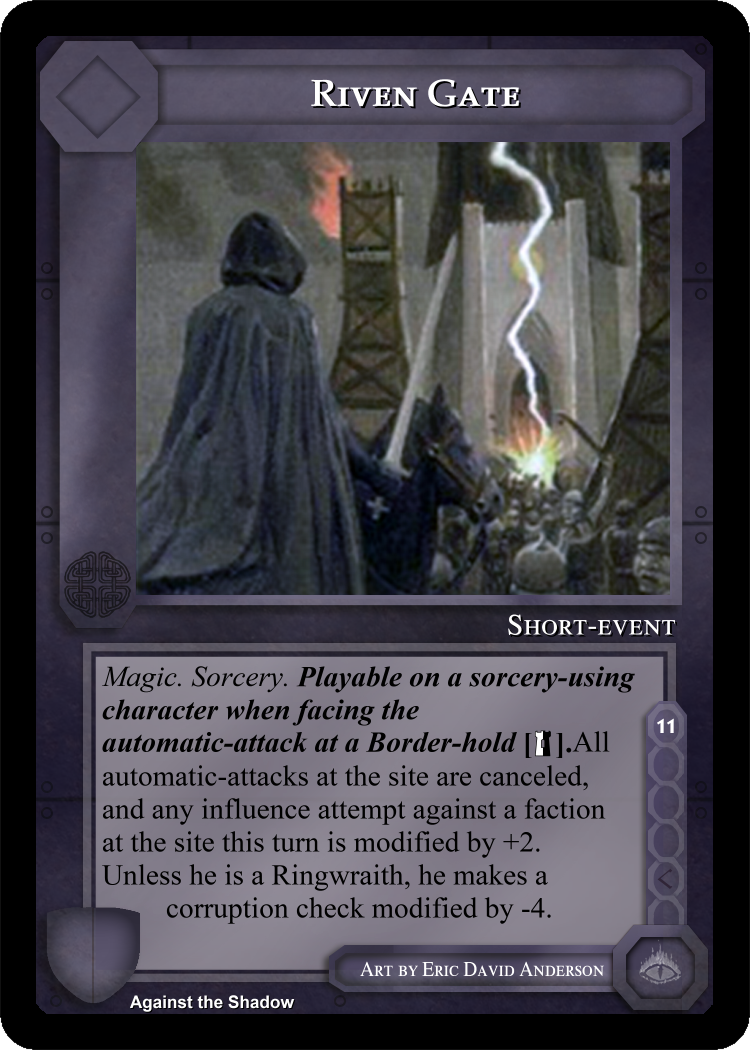 Riven Gate
Short-event
Magic. Sorcery. Playable on a sorcery-using
character when facing the
automatic-attack at a Border-hold [ ].All
automatic-attacks at the site are canceled,
and any influence attempt against a faction
at the site this turn is modified by +2.
Unless he is a Ringwraith, he makes a
corruption check modified by -4.
11
Art by Eric David Anderson
Against the Shadow